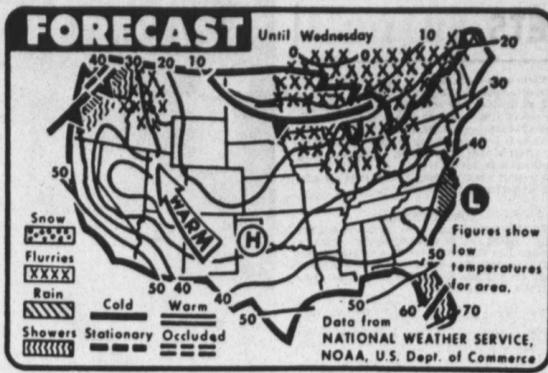 FORECAST
Until Wednesday
40 30 20 10
0 0 10
20
30
50
40
WARM
H
L
Snow
Flurries
XXXX
Rain
Showers
Cold
Warm
Stationary
Occluded
50 40
40
50
50
50
60
70
Figures show
low
temperatures
for area.
Data from
NATIONAL WEATHER SERVICE,
NOAA, U.S. Dept. of Commerce